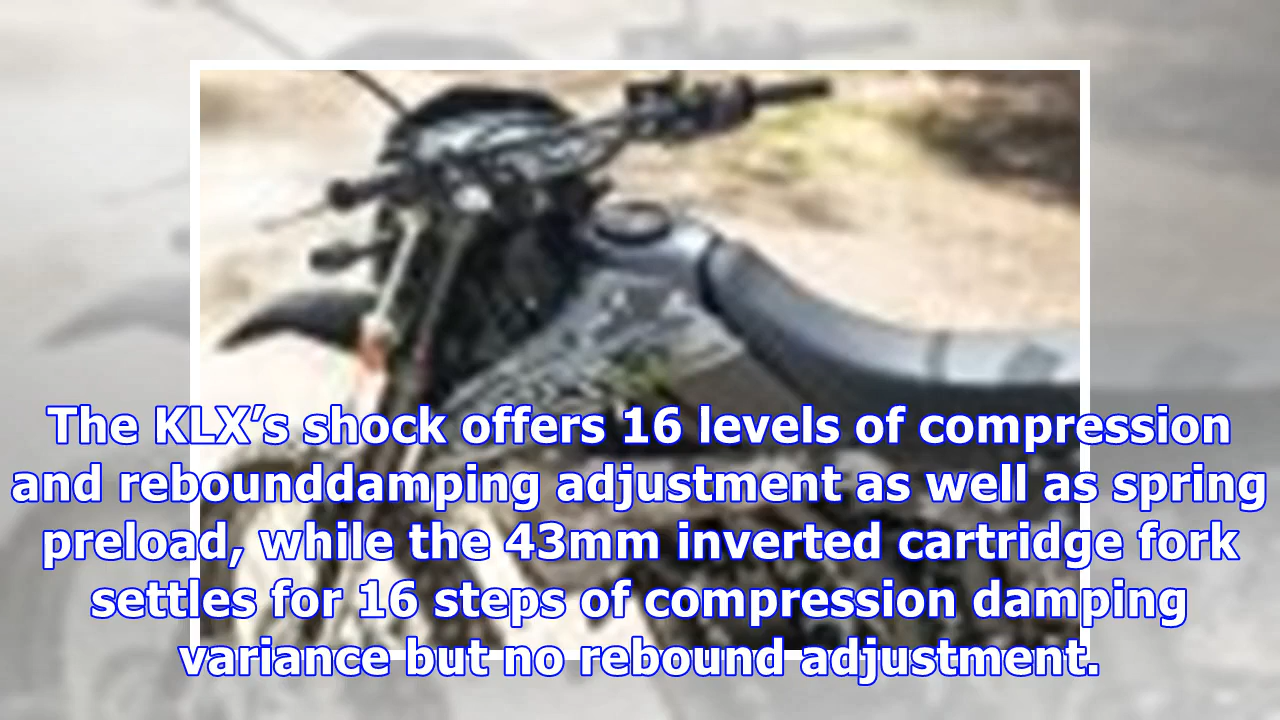 The KLX’s shock offers 16 levels of compression
and rebounddamping adjustment as well as spring
preload, while the 43mm inverted cartridge fork
settles for 16 steps of compression damping
variance but no rebound adjustment.